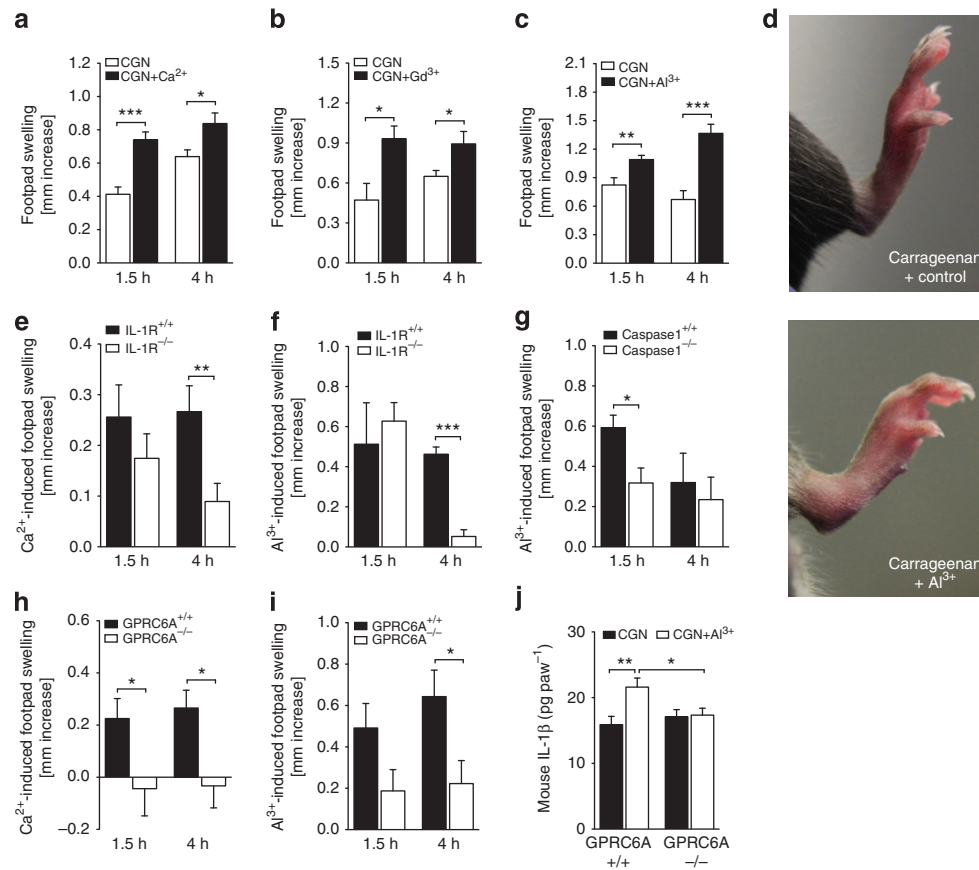 a
b
c
d
CGN
CGN+Ca²⁺
Footpad swelling
[mm increase]
1.2
1.0
0.8
0.6
0.4
0.2
0.0
***
*
1.5 h
4 h
CGN
CGN+Gd³⁺
Footpad swelling
[mm increase]
1.5
1.2
0.9
0.6
0.3
0.0
*
*
1.5 h
4 h
CGN
CGN+Al³⁺
Footpad swelling
[mm increase]
2.1
1.8
1.5
1.2
0.9
0.6
0.3
0.0
**
***
1.5 h
4 h
Carrageenan
+ control
e
f
g
IL-1R⁺/⁺
IL-1R⁻/⁻
Ca²⁺-induced footpad swelling
[mm increase]
0.4
0.3
0.2
0.1
0.0
**
1.5 h
4 h
IL-1R⁺/⁺
IL-1R⁻/⁻
Al³⁺-induced footpad swelling
[mm increase]
1.0
0.8
0.6
0.4
0.2
0.0
***
1.5 h
4 h
Caspase1⁺/⁺
Caspase1⁻/⁻
Al³⁺-induced footpad swelling
[mm increase]
1.0
0.8
0.6
0.4
0.2
0.0
*
1.5 h
4 h
Carrageenan
+ Al³⁺
h
i
j
GPRC6A⁺/⁺
GPRC6A⁻/⁻
Ca²⁺-induced footpad swelling
[mm increase]
0.6
0.4
0.2
0.0
–0.2
*
*
1.5 h
4 h
GPRC6A⁺/⁺
GPRC6A⁻/⁻
Al³⁺-induced footpad swelling
[mm increase]
1.0
0.8
0.6
0.4
0.2
0.0
*
1.5 h
4 h
CGN
CGN+Al³⁺
Mouse IL-1β (pg paw⁻¹)
30
20
10
0
**
*
GPRC6A
+/+
GPRC6A
–/–